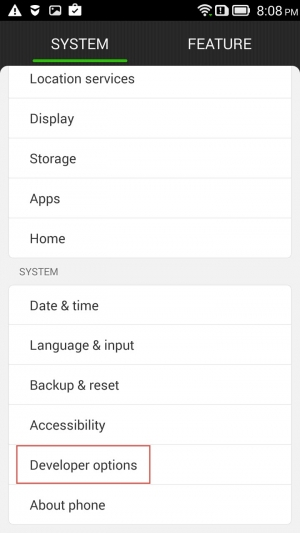 8:08 PM
SYSTEM FEATURE
Location services
Display
Storage
Apps
Home
SYSTEM
Date & time
Language & input
Backup & reset
Accessibility
Developer options
About phone